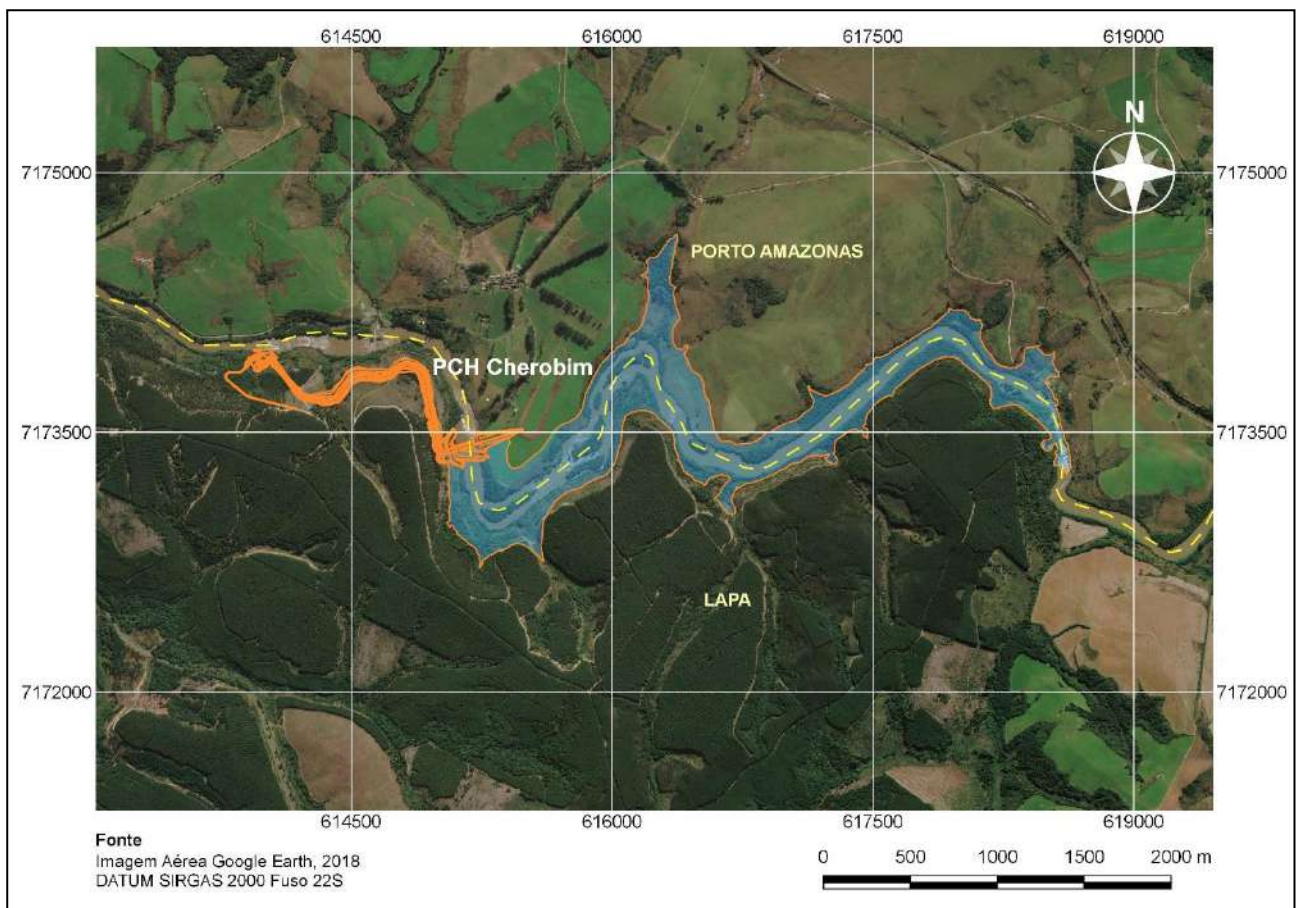 614500 616000 617500 619000
N
7175000 7175000
PORTO AMAZONAS
PCH Cherobim
7173500 7173500
LAPA
7172000 7172000
614500 616000 617500 619000
Fonte
Imagem Aérea Google Earth, 2018
DATUM SIRGAS 2000 Fuso 22S
0 500 1000 1500 2000 m